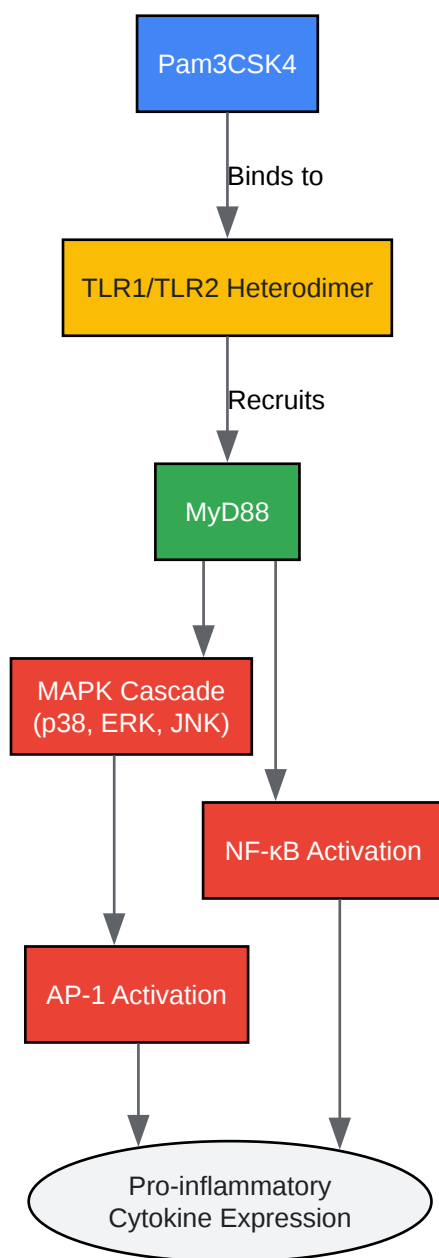 Pam3CSK4
Binds to
TLR1/TLR2 Heterodimer
Recruits
MyD88
MAPK Cascade
(p38, ERK, JNK)
NF-κB Activation
AP-1 Activation
Pro-inflammatory
Cytokine Expression